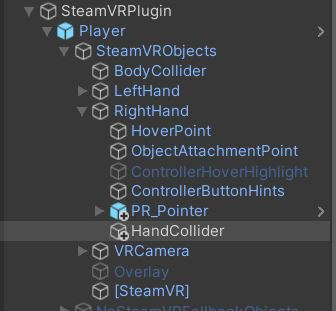 SteamVRPlugin
Player
SteamVRObjects
BodyCollider
LeftHand
RightHand
HoverPoint
ObjectAttachmentPoint
ControllerHoverHighlight
ControllerButtonHints
PR_Pointer
HandCollider
VRCamera
Overlay
[SteamVR]
NoSteamVRFallbackObjects